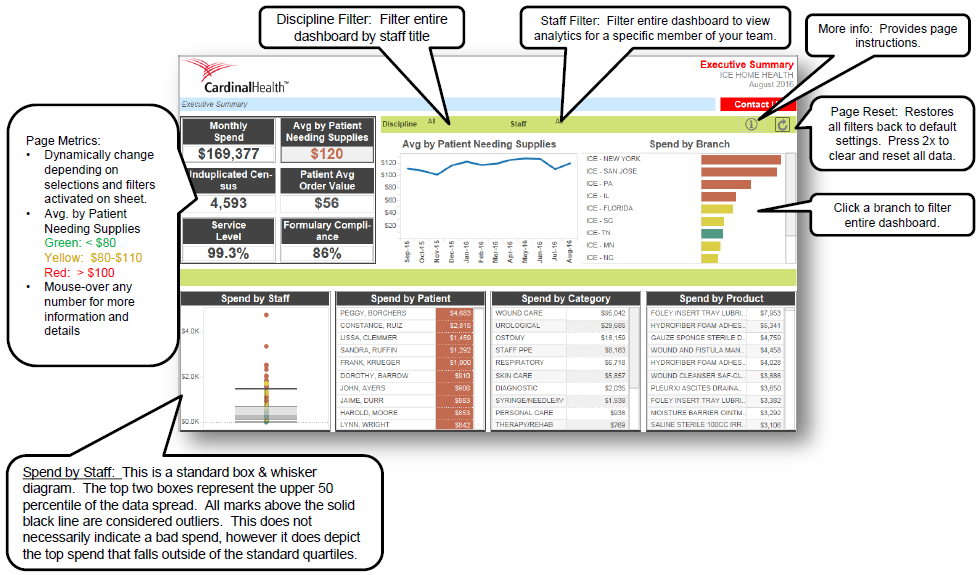 Discipline Filter: Filter entire
dashboard by staff title
Staff Filter: Filter entire dashboard to view
analytics for a specific member of your team.
More info: Provides page
instructions.
CardinalHealth™
Executive Summary
ICE HOME HEALTH
August 2016
Executive Summary
Contact
Page Metrics:
• Dynamically change
depending on
selections and filters
activated on sheet.
• Avg. by Patient
Needing Supplies
Green: < $80
Yellow: $80-$110
Red: > $100
• Mouse-over any
number for more
information and
details
Monthly
Spend
$169,377
Avg by Patient
Needing Supplies
$120
Unduplicated Cen-
sus
4,593
Patient Avg
Order Value
$56
Service
Level
99.3%
Formulary Compli-
ance
86%
Discipline All
Staff
Avg by Patient Needing Supplies
$120
$100
$80
$60
$40
$20
Sep-15
Oct-15
Nov-15
Dec-15
Jan-16
Feb-16
Mar-16
Apr-16
May-16
Jun-16
Jul-16
Aug-16
Spend by Branch
ICE - NEW YORK
ICE - SAN JOSE
ICE - PA
ICE - IL
ICE - FLORIDA
ICE - SC
ICE- TN
ICE - MN
ICE - NC
Page Reset: Restores
all filters back to default
settings. Press 2x to
clear and reset all data.
Click a branch to filter
entire dashboard.
Spend by Staff
$4.0K
$2.0K
$0.0K
Spend by Patient
PEGGY, BORCHERS $4,683
CONSTANCE, RUIZ $2,816
LISSA, CLEMMER $1,459
SANDRA, RUFFIN $1,292
FRANK, KRUEGER $1,900
DOROTHY, BARROW $910
JOHN, AYERS $906
JAIME, DURR $883
HAROLD, MOORE $853
LYNN, WRIGHT $842
Spend by Category
WOUND CARE $95,042
UROLOGICAL $29,685
OSTOMY $18,159
STAFF PPE $8,183
RESPIRATORY $6,718
SKIN CARE $5,857
DIAGNOSTIC $2,035
SYRINGE/NEEDLE/IV $1,938
PERSONAL CARE $938
THERAPY/REHAB $769
Spend by Product
FOLEY INSERT TRAY LUBRI.. $7,953
HYDROFIBER FOAM ADHES.. $5,341
GAUZE SPONGE STERILE D.. $4,759
WOUND AND FISTULA MAN.. $4,458
HYDROFIBER FOAM ADHES.. $4,028
WOUND CLEANSER SAF-CL.. $3,886
PLEURX/ ASCITES DRAINA.. $3,650
FOLEY INSERT TRAY LUBRI.. $3,382
MOISTURE BARRIER OINTM.. $3,292
SALINE STERILE 100CC IRR.. $3,106
Spend by Staff: This is a standard box & whisker
diagram. The top two boxes represent the upper 50
percentile of the data spread. All marks above the solid
black line are considered outliers. This does not
necessarily indicate a bad spend, however it does depict
the top spend that falls outside of the standard quartiles.